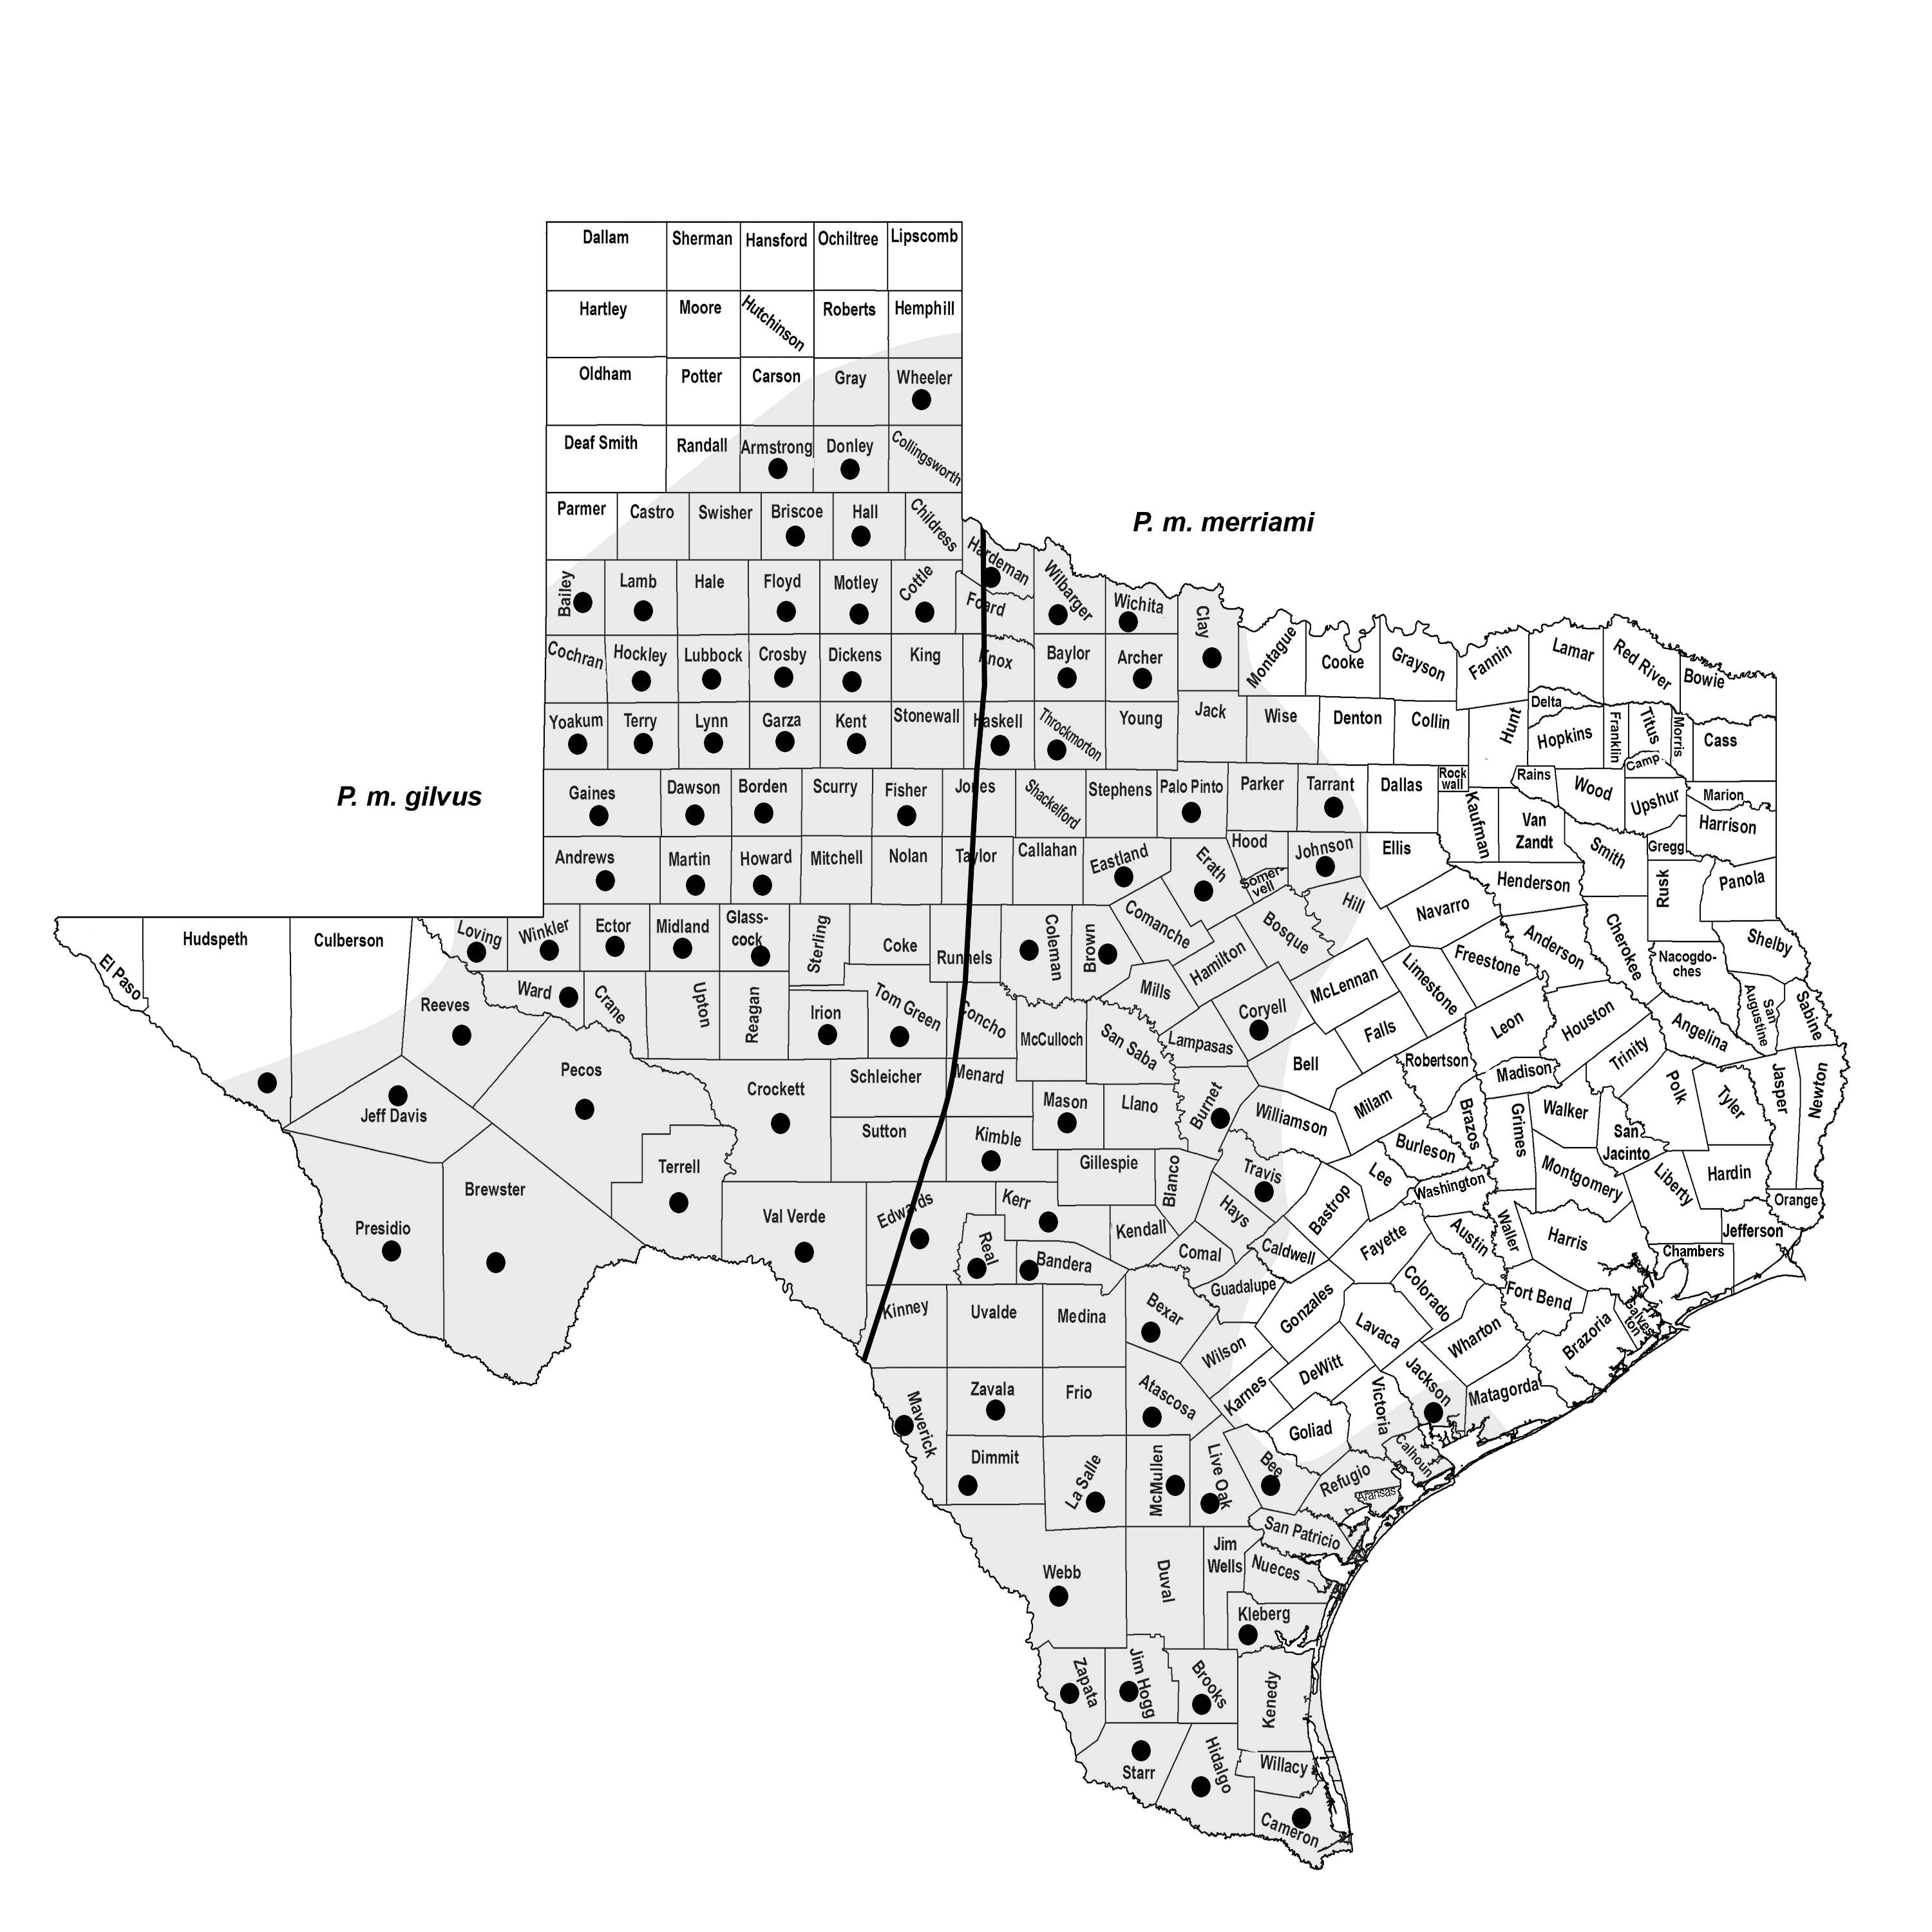 Dallam Sherman Hansford Ochiltree Lipscomb
Hartley Moore Hutchinson Roberts Hemphill
Oldham Potter Carson Gray Wheeler
Deaf Smith Randall Armstrong Donley Collingsworth
Parmer Castro Swisher Briscoe Hall Childress
P. m. merriami
Hardeman
Bailey Lamb Hale Floyd Motley Cottle Foard Wilbarger Wichita Clay
Montague Cooke Grayson Fannin Lamar Red River Bowie
Cochran Hockley Lubbock Crosby Dickens King Knox Baylor Archer
Yoakum Terry Lynn Garza Kent Stonewall Haskell Throckmorton Young Jack Wise Denton Collin Hunt Delta Hopkins Franklin Titus Morris Cass
Camp.
P. m. gilvus
Gaines Dawson Borden Scurry Fisher Jones Shackelford Stephens Palo Pinto Parker Tarrant Dallas
Rock
wall
Rains Wood Upshur Marion
Kaufman
Van
Zandt
Harrison
Andrews Martin Howard Mitchell Nolan Taylor Callahan Eastland Erath Hood Johnson Ellis
Somer-
vell
Smith Gregg Rusk Panola
Henderson
Hill Navarro
El Paso Hudspeth Culberson Loving Winkler Ector Midland
Glass-
cock
Sterling Coke Runnels Coleman Brown Comanche Hamilton Bosque
Freestone Anderson Cherokee
Nacogdo-
ches
Shelby
Reeves Ward Crane Upton Reagan Irion Tom Green Concho McCulloch San Saba Mills Lampasas Coryell McLennan Limestone
Falls Leon Houston Angelina
San
Augustine
Sabine
Bell Robertson Madison Trinity Polk Tyler Jasper Newton
Jeff Davis Pecos Crockett Schleicher Menard
Sutton Kimble Mason Llano Burnet Williamson Milam Brazos Grimes Walker
San
Jacinto
Burleson Montgomery Liberty Hardin
Terrell Gillespie Blanco Travis Lee Washington Orange
Presidio Brewster Val Verde Edwards Kerr Kendall Hays Bastrop Fayette Austin Waller Harris Jefferson
Chambers
Real Bandera Comal Caldwell
Guadalupe Gonzales Colorado Fort Bend
Galves
ton
Kinney Uvalde Medina Bexar Wilson Lavaca Wharton Brazoria
Maverick Zavala Frio Atascosa Karnes DeWitt Victoria Jackson Matagorda
Goliad
Dimmit La Salle McMullen Live Oak Bee Refugio Calhoun
Aransas
San Patricio
Webb Duval
Jim
Wells
Nueces
Kleberg
Zapata Jim Hogg Brooks Kenedy
Starr Hidalgo Willacy
Cameron